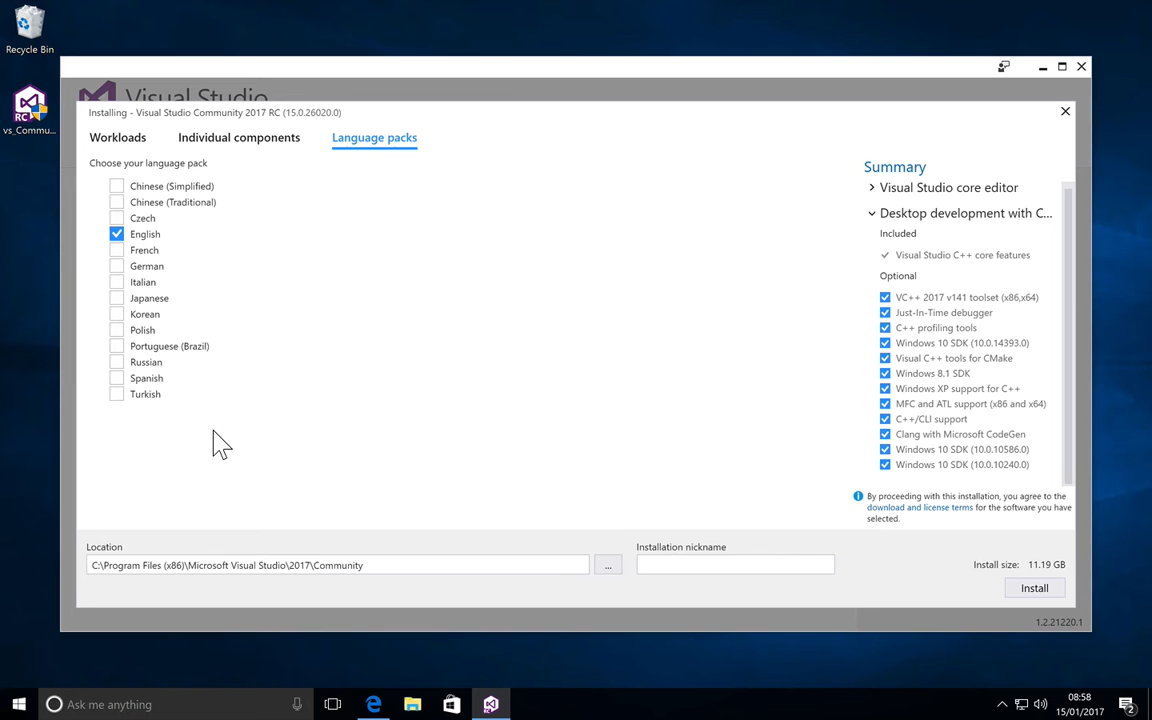 Recycle Bin
vs_Commu...
RC
Visual Studio
Installing - Visual Studio Community 2017 RC (15.0.26020.0)
Workloads
Individual components
Language packs
Choose your language pack
Chinese (Simplified)
Chinese (Traditional)
Czech
English
French
German
Italian
Japanese
Korean
Polish
Portuguese (Brazil)
Russian
Spanish
Turkish
Summary
Visual Studio core editor
Desktop development with C...
Included
Visual Studio C++ core features
Optional
VC++ 2017 v141 toolset (x86,x64)
Just-In-Time debugger
C++ profiling tools
Windows 10 SDK (10.0.14393.0)
Visual C++ tools for CMake
Windows 8.1 SDK
Windows XP support for C++
MFC and ATL support (x86 and x64)
C++/CLI support
Clang with Microsoft CodeGen
Windows 10 SDK (10.0.10586.0)
Windows 10 SDK (10.0.10240.0)
By proceeding with this installation, you agree to the
download and license terms for the software you have
selected.
Location
C:\Program Files (x86)\Microsoft Visual Studio\2017\Community
...
Installation nickname
Install size: 11.19 GB
Install
1.2.21220.1
Ask me anything
08:58
15/01/2017
2